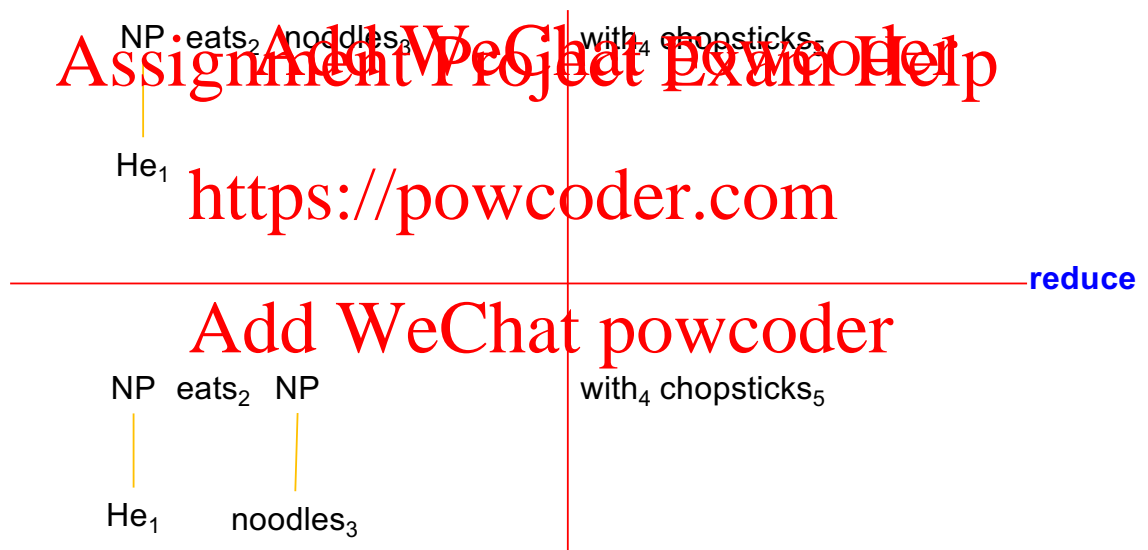 NP eats2 noodles3 with4 chopsticks5
Add WeChat powcoder
Assignment Project Exam Help
He1
https://powcoder.com
reduce
Add WeChat powcoder
NP eats2 NP with4 chopsticks5
He1 noodles3